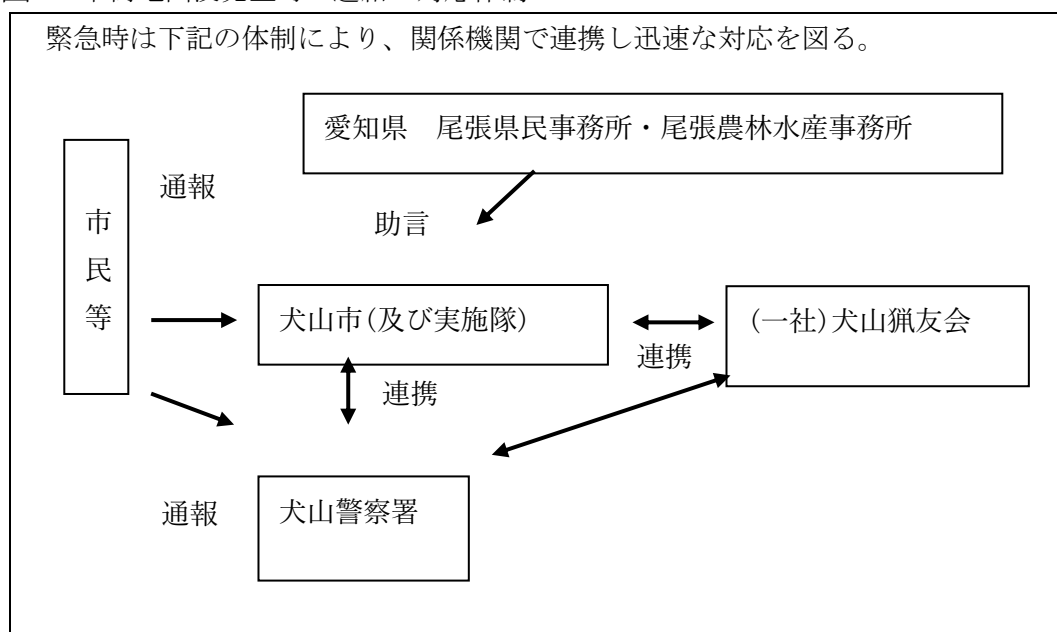 緊急時は下記の体制により、関係機関で連携し迅速な対応を図る。
愛知県　尾張県民事務所・尾張農林水産事務所
通報
市民等
助言
犬山市(及び実施隊)
(一社)犬山猟友会
連携
連携
通報
犬山警察署